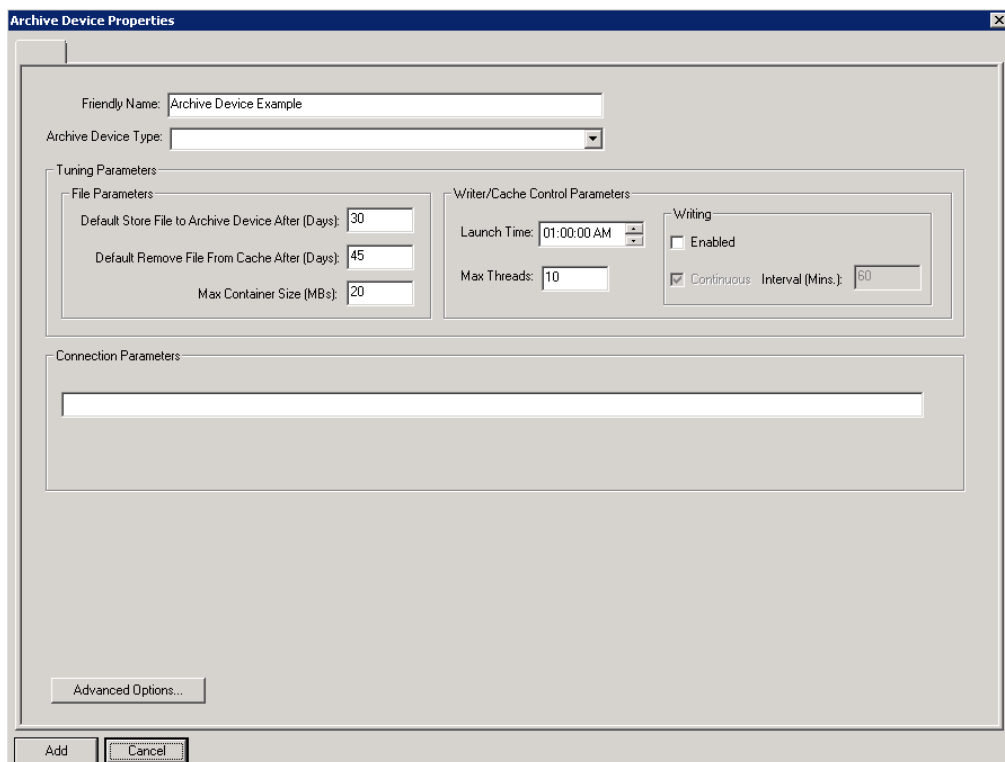 Archive Device Properties
Friendly Name: Archive Device Example
Archive Device Type:
Tuning Parameters
File Parameters
Default Store File to Archive Device After (Days): 30
Default Remove File From Cache After (Days): 45
Max Container Size (MBs): 20
Writer/Cache Control Parameters
Launch Time: 01:00:00 AM
Max Threads: 10
Writing
Enabled
Continuous Interval (Mins.): 60
Connection Parameters
Advanced Options...
Add Cancel